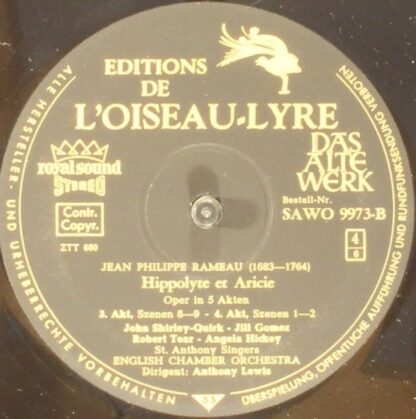 EDITIONS
DE
L'OISEAU-LYRE
DAS
ALTE
WERK
royal sound
STEREO
Contr.
Copyr.
ZTT 680
Bestell-Nr.
SAWO 9973-B
4
6
JEAN PHILIPPE RAMEAU (1683—1764)
Hippolyte et Aricie
Oper in 5 Akten
3. Akt, Szenen 8—9 - 4. Akt, Szenen 1—2
John Shirley-Quirk - Jill Gomez
Robert Tear - Angela Hickey
St. Anthony Singers
ENGLISH CHAMBER ORCHESTRA
Dirigent: Anthony Lewis
33
ALLE HERSTELLER- UND URHEBERRECHTE VORBEHALTEN
ÜBERSPIELUNG, ÖFFENTLICHE AUFFÜHRUNG UND RUNDFUNKSENDUNG VERBOTEN